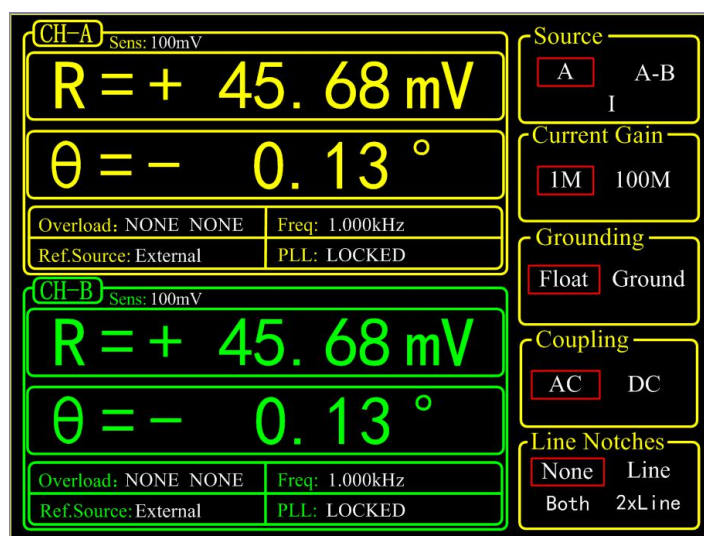 CH-A Sens: 100mV
R = + 45.68 mV
θ = - 0.13 °
Overload: NONE NONE Freq: 1.000kHz
Ref.Source: External PLL: LOCKED
CH-B Sens: 100mV
R = + 45.68 mV
θ = - 0.13 °
Overload: NONE NONE Freq: 1.000kHz
Ref.Source: External PLL: LOCKED
Source
A A-B
I
Current Gain
1M 100M
Grounding
Float Ground
Coupling
AC DC
Line Notches
None Line
Both 2xLine